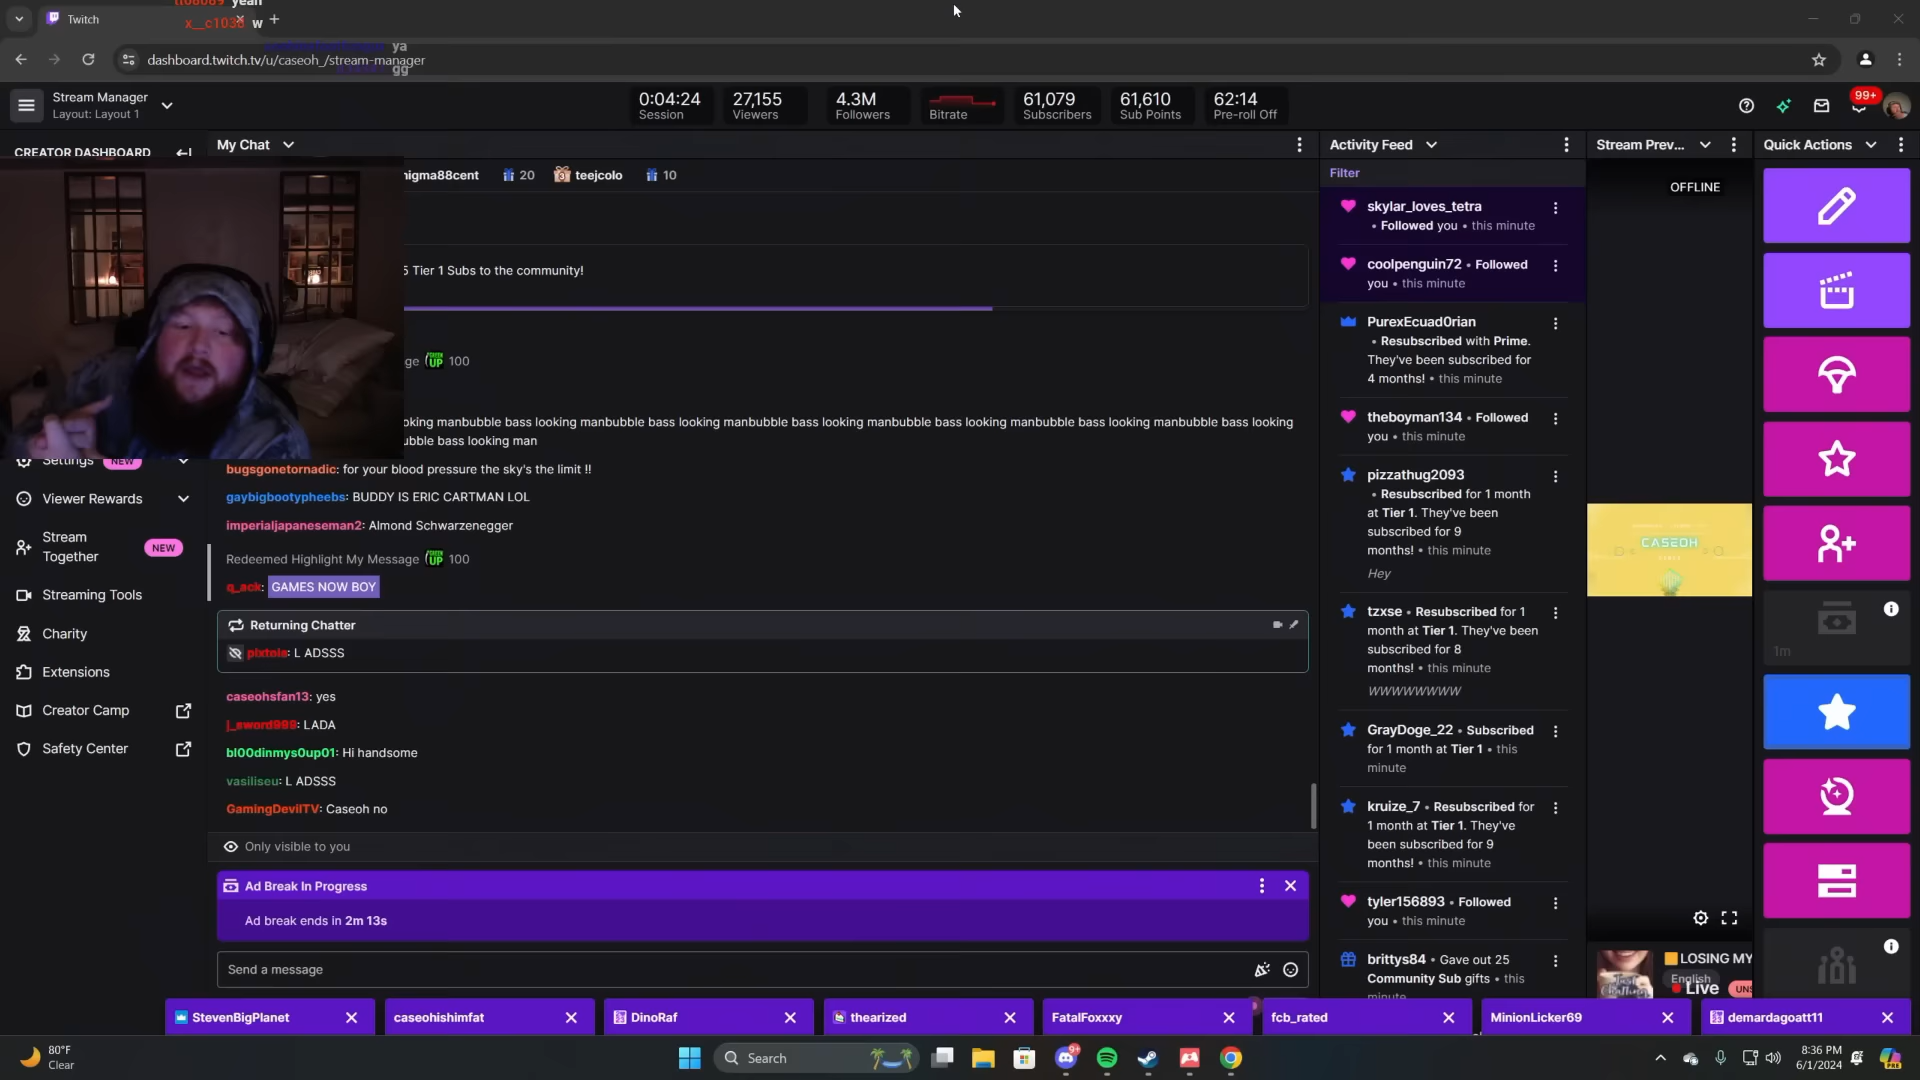 Twitch
yeah
x__c1038 w
ya
dashboard.twitch.tv/u/caseoh_/stream-manager
gg
Stream Manager
Layout: Layout 1
0:04:24
Session
27,155
Viewers
4.3M
Followers
Bitrate
61,079
Subscribers
61,610
Sub Points
62:14
Pre-roll Off
99+
CREATOR DASHBOARD
Settings NEW
Viewer Rewards
Stream Together NEW
Streaming Tools
Charity
Extensions
Creator Camp
Safety Center
My Chat
nigma88cent 20 teejcolo 10
5 Tier 1 Subs to the community!
ge 100
oking manbubble bass looking manbubble bass looking manbubble bass looking manbubble bass looking manbubble bass looking manbubble bass looking
ubble bass looking man
bugsgonetornadic: for your blood pressure the sky's the limit !!
gaybigbootypheebs: BUDDY IS ERIC CARTMAN LOL
imperialjapaneseman2: Almond Schwarzenegger
Redeemed Highlight My Message 100
q_ack: GAMES NOW BOY
Returning Chatter
L ADSSS
caseohsfan13: yes
j_sword999: LADA
bl00dinmys0up01: Hi handsome
vasiliseu: L ADSSS
GamingDevilTV: Caseoh no
Only visible to you
Ad Break In Progress
Ad break ends in 2m 13s
Send a message
Activity Feed
Filter
skylar_loves_tetra
• Followed you • this minute
coolpenguin72 • Followed
you • this minute
PurexEcuad0rian
• Resubscribed with Prime.
They've been subscribed for
4 months! • this minute
theboyman134 • Followed
you • this minute
pizzathug2093
• Resubscribed for 1 month
at Tier 1. They've been
subscribed for 9
months! • this minute
Hey
tzxse • Resubscribed for 1
month at Tier 1. They've been
subscribed for 8
months! • this minute
WWWWWWWW
GrayDoge_22 • Subscribed
for 1 month at Tier 1 • this
minute
kruize_7 • Resubscribed for
1 month at Tier 1. They've
been subscribed for 9
months! • this minute
tyler156893 • Followed
you • this minute
brittys84 • Gave out 25
Community Sub gifts • this
minute
Stream Prev...
OFFLINE
CASEOH
LOSING MY
English
Live
Quick Actions
1m
StevenBigPlanet
caseohishimfat
DinoRaf
thearized
FatalFoxxxy
fcb_rated
MinionLicker69
demardagoatt11
80°F
Clear
Search
9+
8:36 PM
6/1/2024
PRE